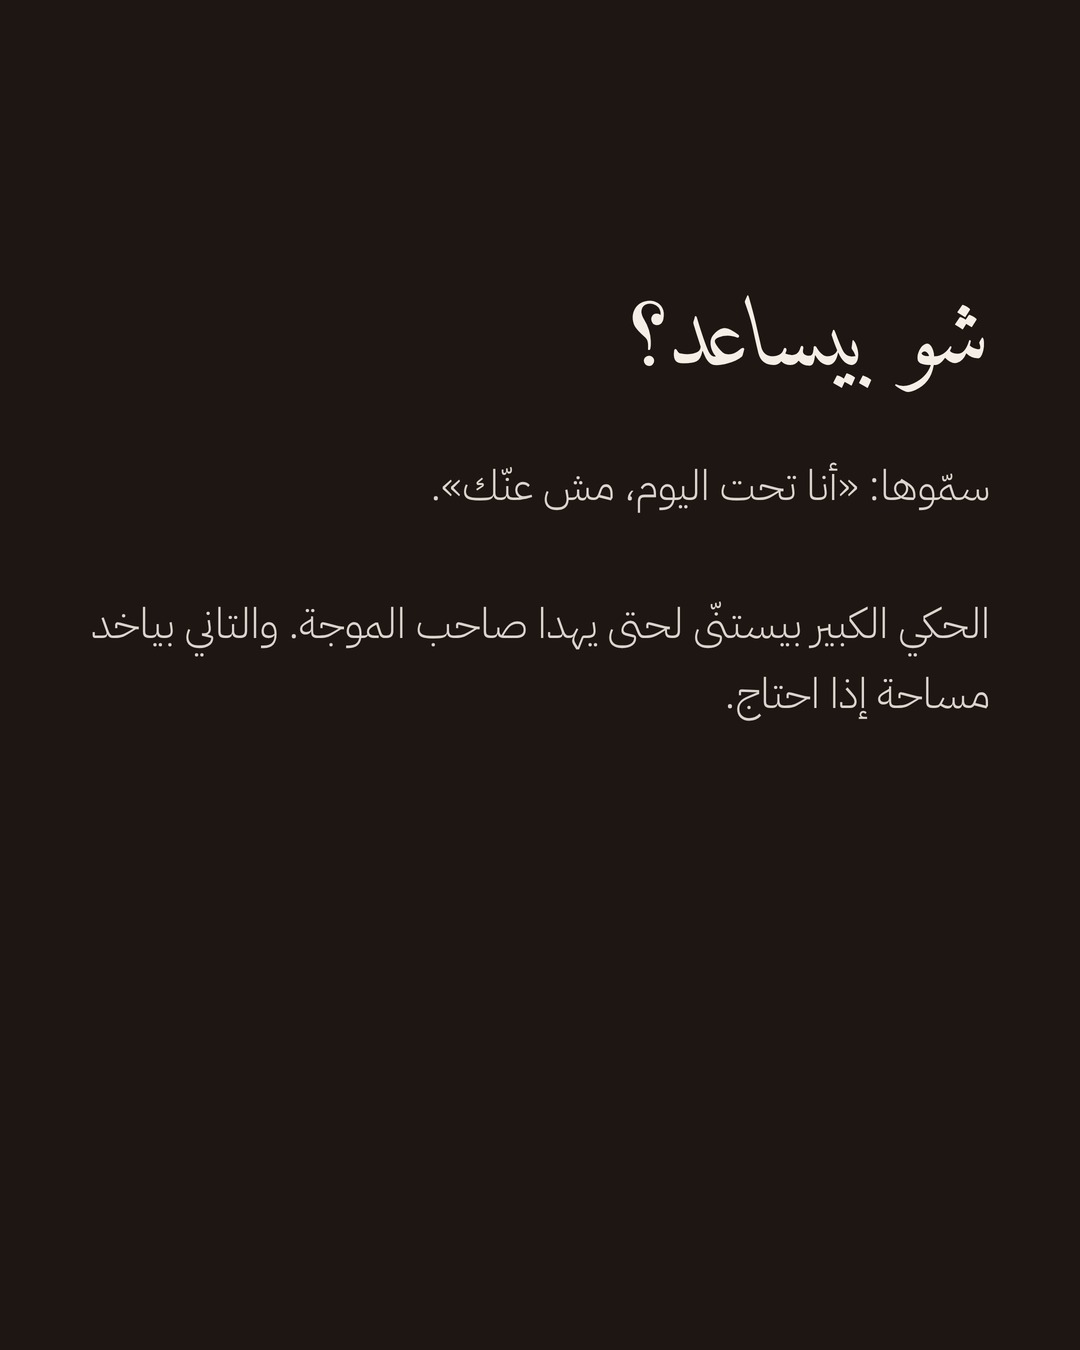 شو بيساعد؟
سمّوها: «أنا تحت اليوم، مش عنّك».
الحكي الكبير بيستنّى لحتى يهدا صاحب الموجة. والتاني بياخد
مساحة إذا احتاج.